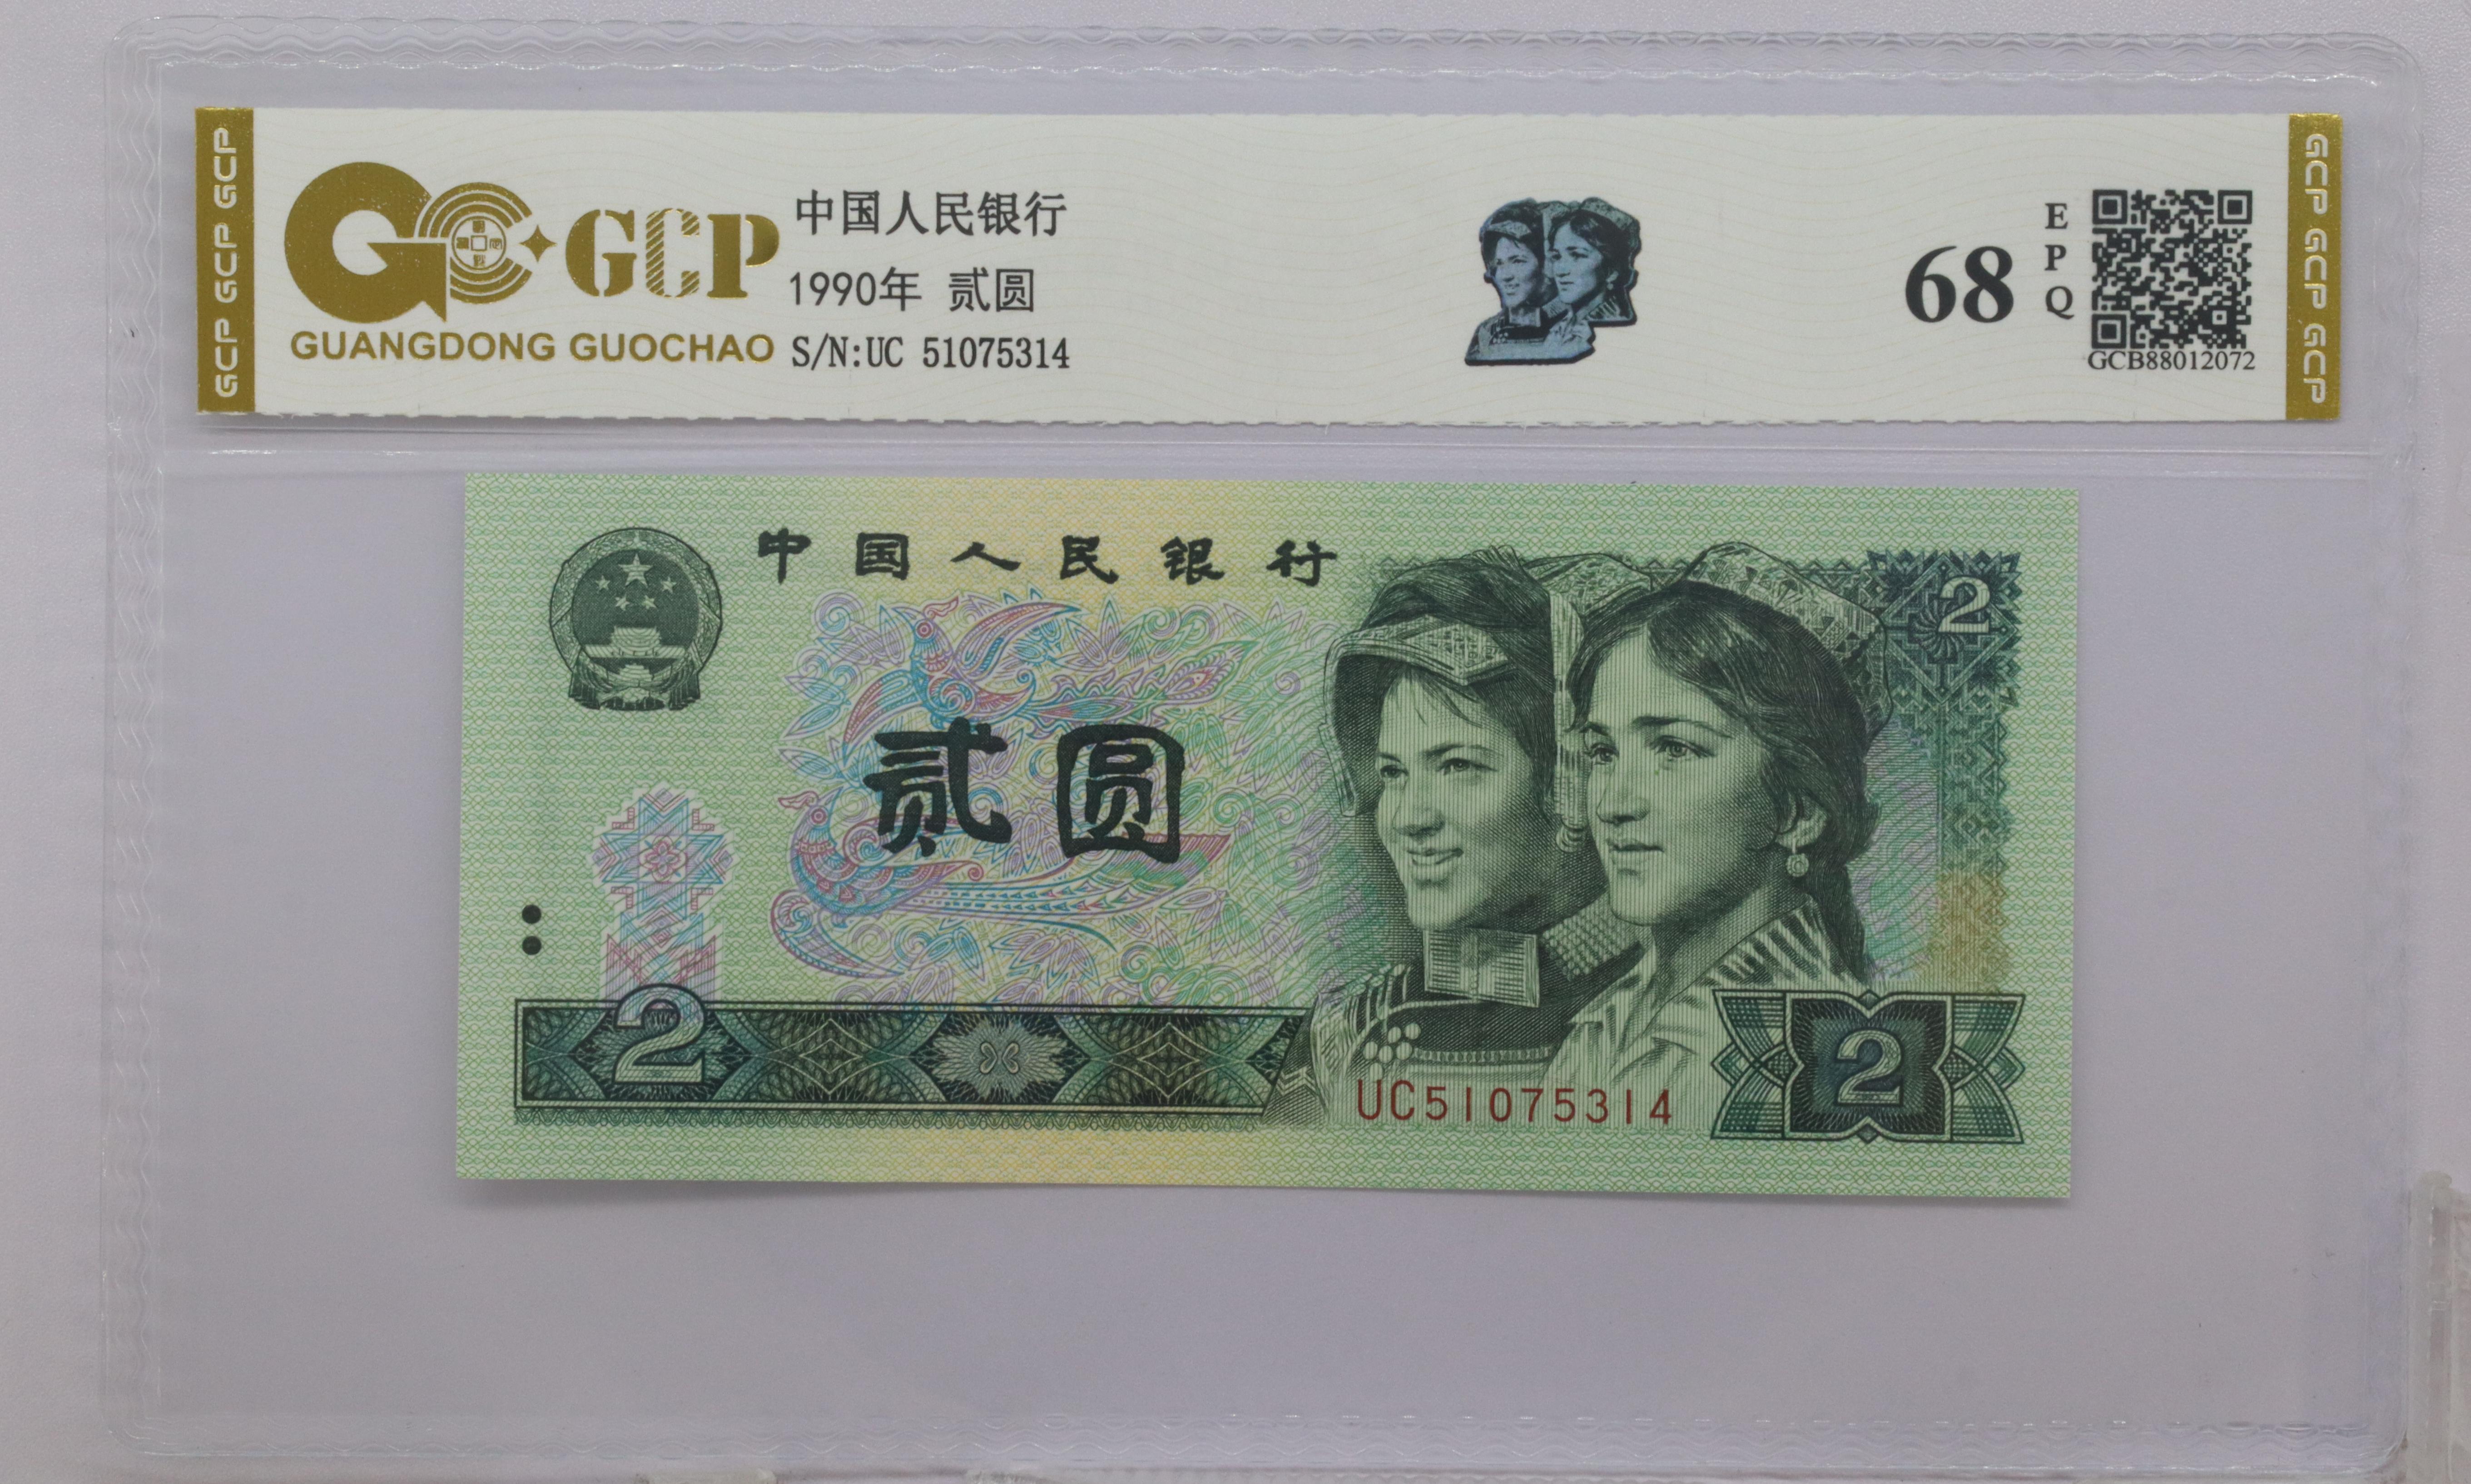 GCP GCP GCP
GCP
GUANGDONG GUOCHAO
中国人民银行
1990年 贰圆
S/N:UC 51075314
68
E
P
Q
GCB88012072
GCP GCP GCP
中国人民银行
2
贰圆
2
UC51075314
2